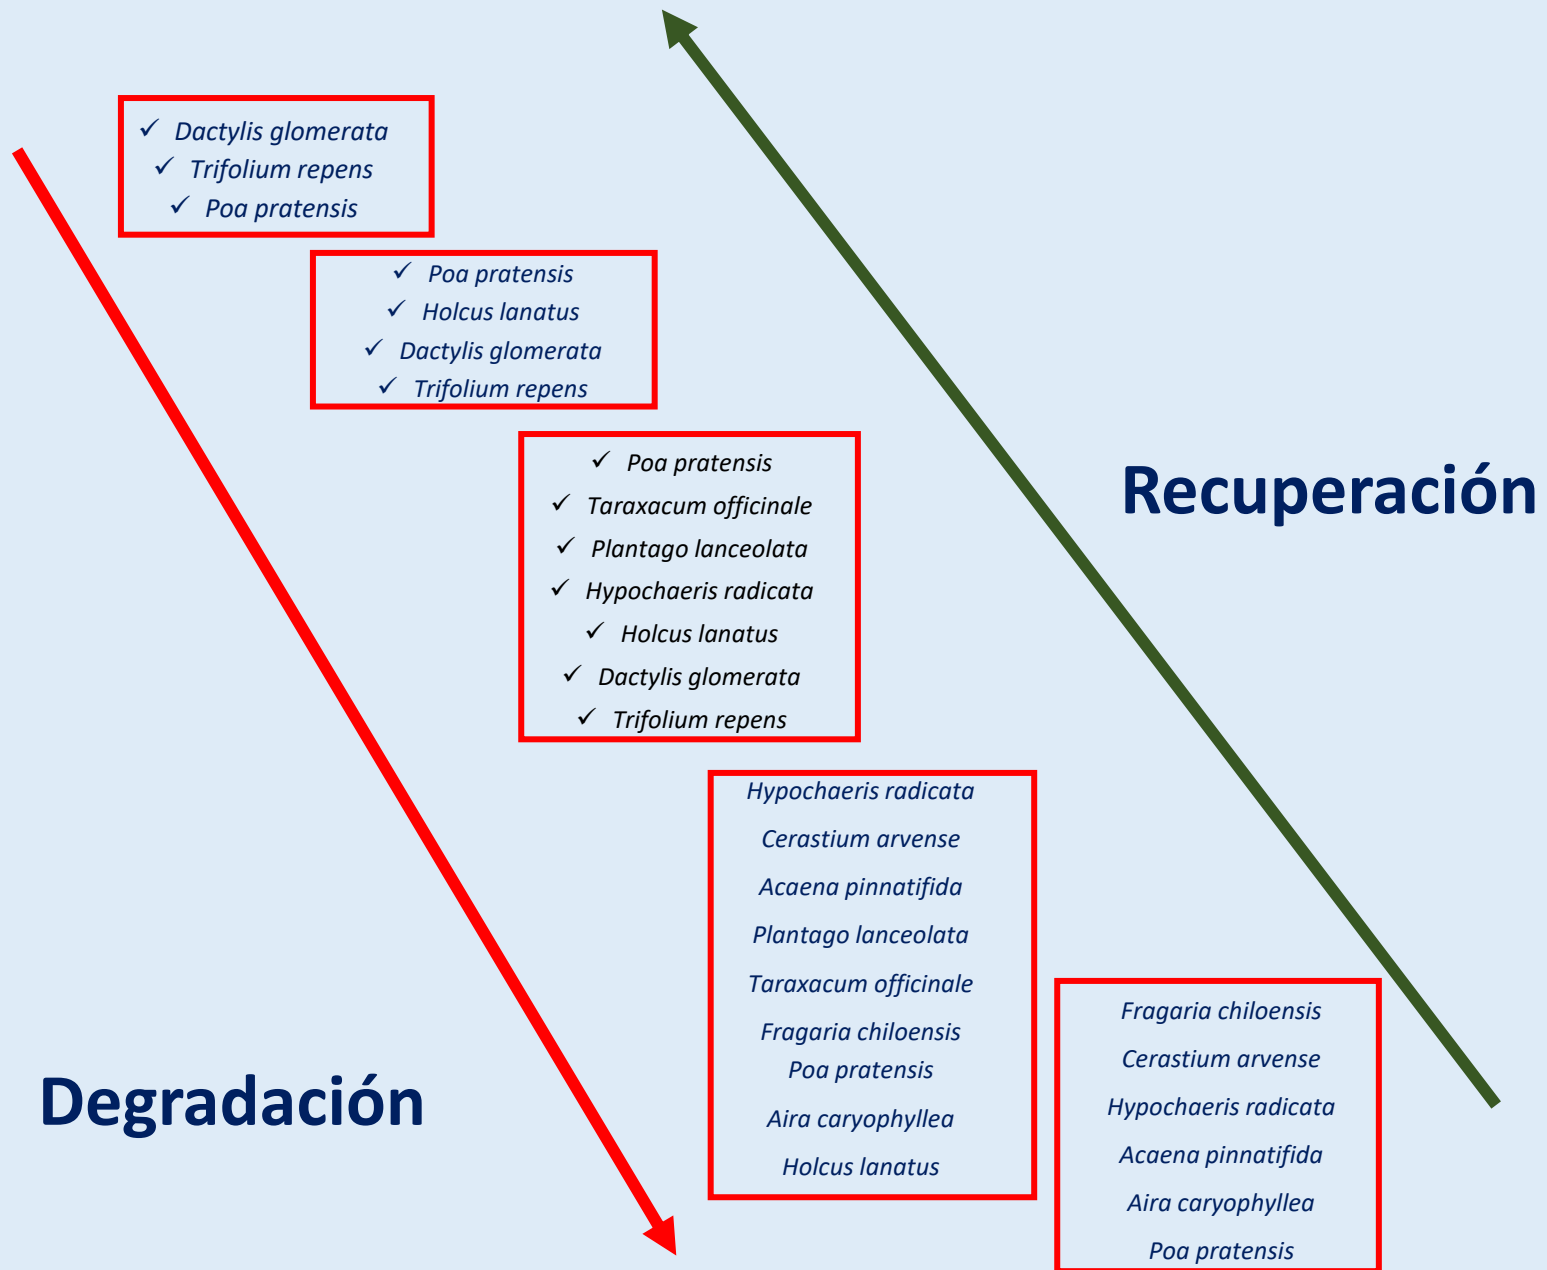 ✓ Dactylis glomerata
✓ Trifolium repens
✓ Poa pratensis
✓ Poa pratensis
✓ Holcus lanatus
✓ Dactylis glomerata
✓ Trifolium repens
✓ Poa pratensis
✓ Taraxacum officinale
✓ Plantago lanceolata
✓ Hypochaeris radicata
✓ Holcus lanatus
✓ Dactylis glomerata
✓ Trifolium repens
Recuperación
Hypochaeris radicata
Cerastium arvense
Acaena pinnatifida
Plantago lanceolata
Taraxacum officinale
Fragaria chiloensis
Poa pratensis
Aira caryophyllea
Holcus lanatus
Fragaria chiloensis
Cerastium arvense
Hypochaeris radicata
Acaena pinnatifida
Aira caryophyllea
Poa pratensis
Degradación